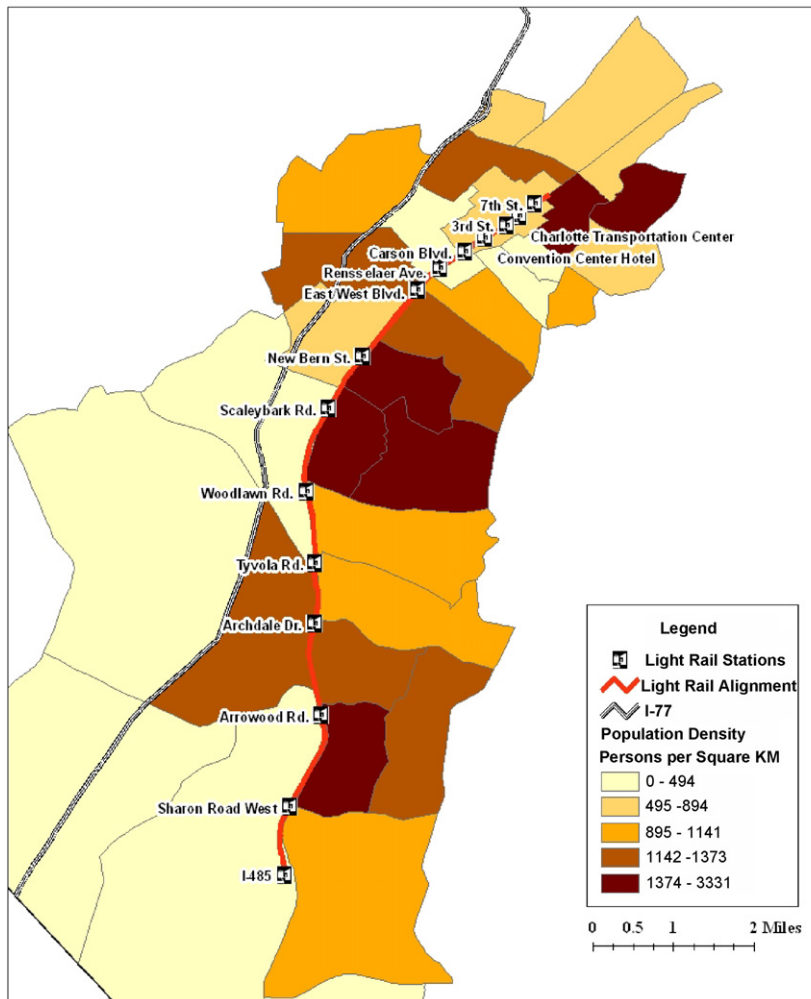 7th St.
3rd St.
Charlotte Transportation Center
Carson Blvd.
Convention Center Hotel
Rensselaer Ave.
East/West Blvd.
New Bern St.
Scaleybark Rd.
Woodlawn Rd.
Tyvola Rd.
Archdale Dr.
Arrowood Rd.
Sharon Road West
I-485
Legend
Light Rail Stations
Light Rail Alignment
I-77
Population Density
Persons per Square KM
0 - 494
495 -894
895 - 1141
1142 -1373
1374 - 3331
0 0.5 1 2 Miles